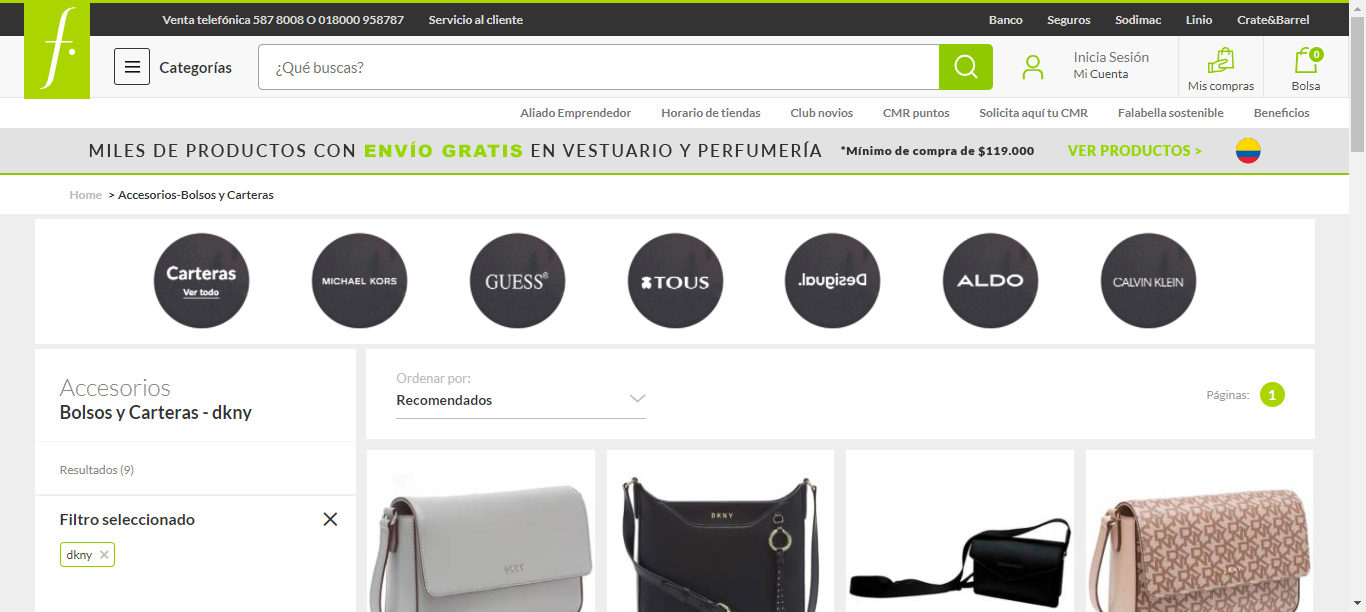 Venta telefónica 587 8008 O 018000 958787 Servicio al cliente Banco Seguros Sodimac Linio Crate&Barrel
f.
Categorías ¿Qué buscas? Inicia Sesión
Mi Cuenta
Mis compras
0
Bolsa
Aliado Emprendedor Horario de tiendas Club novios CMR puntos Solicita aquí tu CMR Falabella sostenible Beneficios
MILES DE PRODUCTOS CON ENVÍO GRATIS EN VESTUARIO Y PERFUMERÍA *Mínimo de compra de $119.000 VER PRODUCTOS >
Home > Accesorios-Bolsos y Carteras
Carteras
Ver todo
MICHAEL KORS
GUESS®
TOUS
Desigual.
ALDO
CALVIN KLEIN
Accesorios
Bolsos y Carteras - dkny
Resultados (9)
Filtro seleccionado
dkny
Ordenar por:
Recomendados
Páginas: 1
DKNY
DKNY